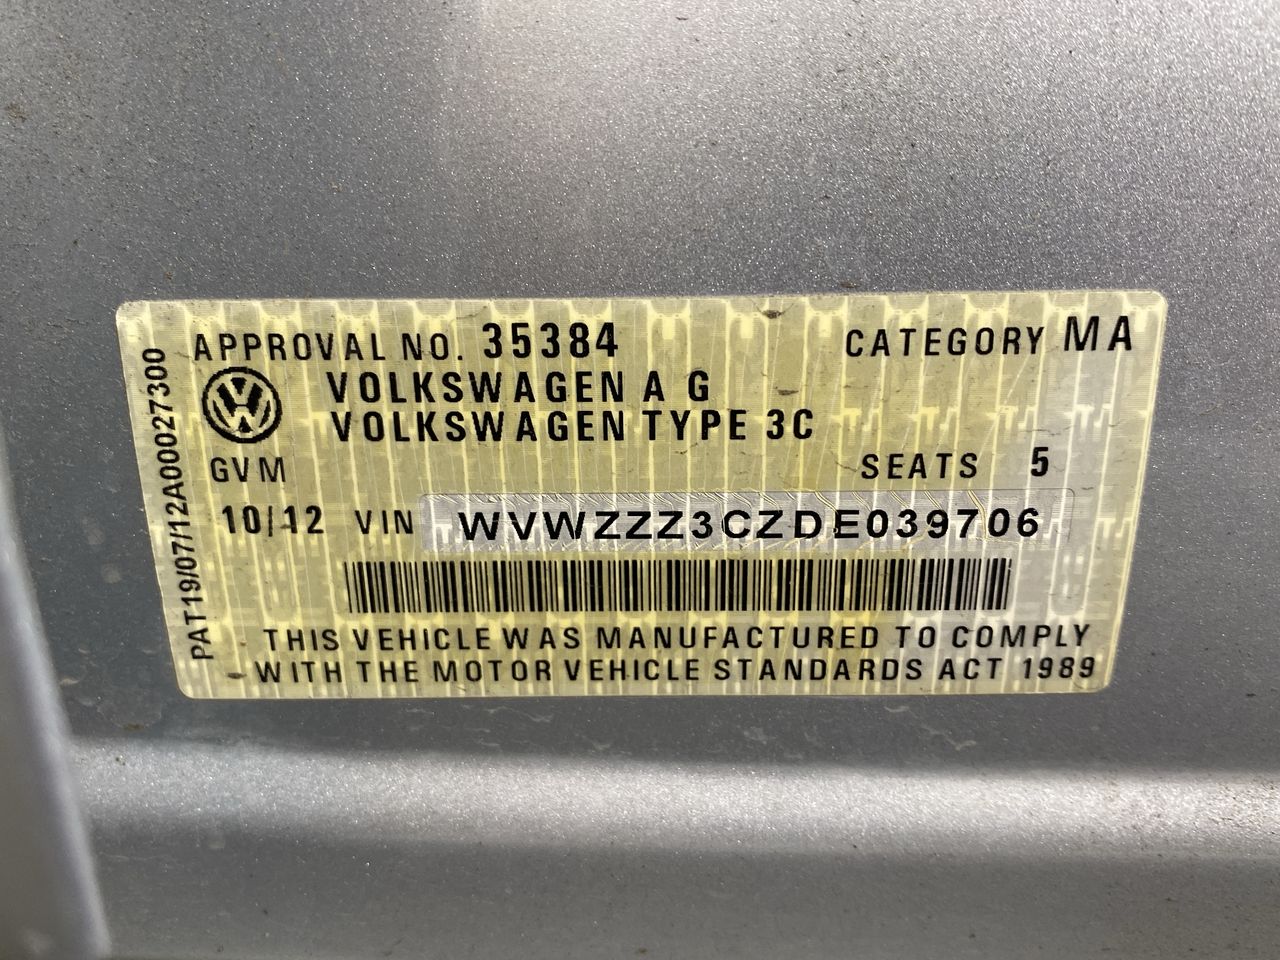 APPROVAL NO. 35384 CATEGORY MA
VOLKSWAGEN A G
VOLKSWAGEN TYPE 3C
GVM SEATS 5
10/12 VIN WVWZZZ3CZDE039706
THIS VEHICLE WAS MANUFACTURED TO COMPLY
WITH THE MOTOR VEHICLE STANDARDS ACT 1989
PAT19/07/12A00027300